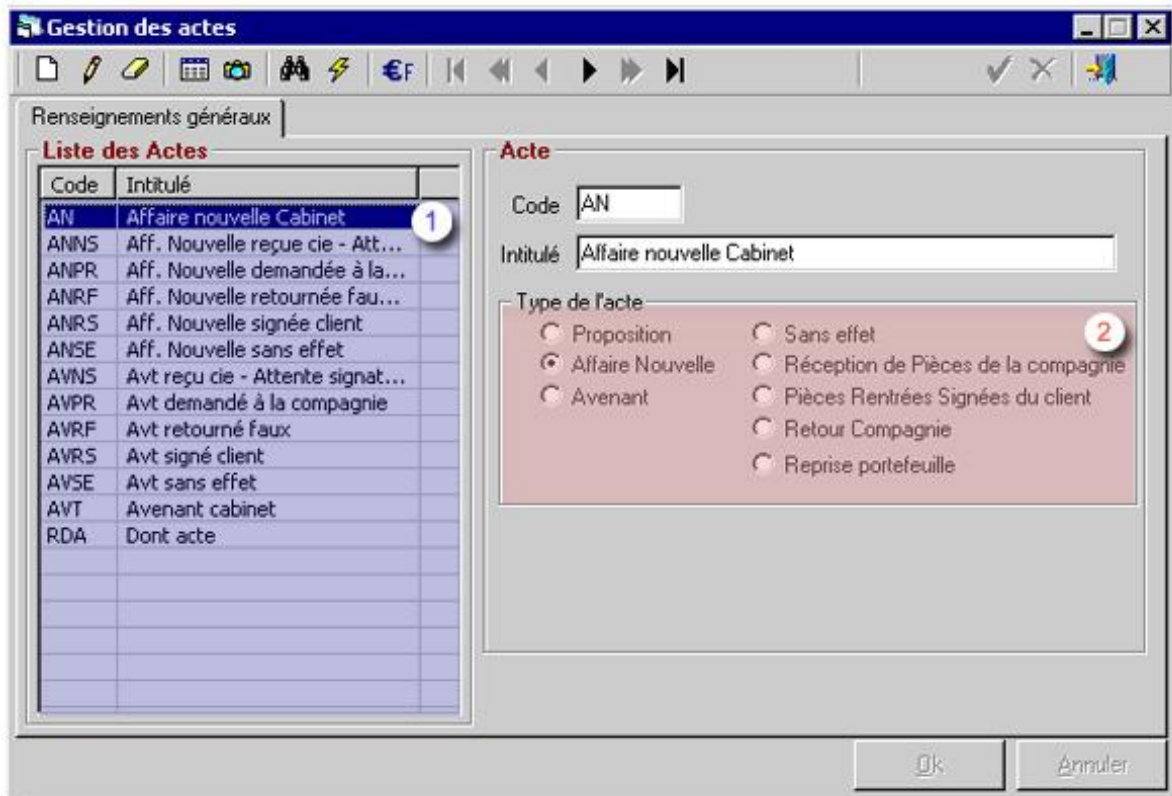 Gestion des actes
€F
Renseignements généraux
Liste des Actes
Code Intitulé
AN Affaire nouvelle Cabinet
1
ANNS Aff. Nouvelle reçue cie - Att...
ANPR Aff. Nouvelle demandée à la...
ANRF Aff. Nouvelle retournée fau...
ANRS Aff. Nouvelle signée client
ANSE Aff. Nouvelle sans effet
AVNS Avt reçu cie - Attente signat...
AVPR Avt demandé à la compagnie
AVRF Avt retourné faux
AVRS Avt signé client
AVSE Avt sans effet
AVT Avenant cabinet
RDA Dont acte
Acte
Code AN
Intitulé Affaire nouvelle Cabinet
Type de l'acte
2
Proposition Sans effet
Affaire Nouvelle Réception de Pièces de la compagnie
Avenant Pièces Rentrées Signées du client
Retour Compagnie
Reprise portefeuille
Ok Annuler